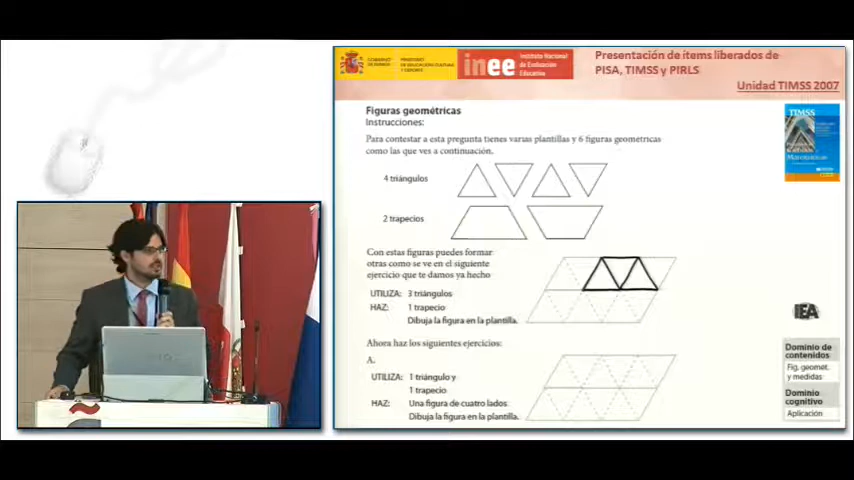 GOBIERNO DE ESPAÑA
MINISTERIO DE EDUCACIÓN, CULTURA Y DEPORTE
inee
Instituto Nacional de Evaluación Educativa
Presentación de ítems liberados de
PISA, TIMSS y PIRLS
Unidad TIMSS 2007
TIMSS
Figuras geométricas
Instrucciones:
Para contestar a esta pregunta tienes varias plantillas y 6 figuras geometricas
como las que ves a continuación.
4 triángulos
2 trapecios
Con estas figuras puedes formar
otras como se ve en el siguiente
ejercicio que te damos ya hecho
UTILIZA: 3 triángulos
HAZ: 1 trapecio
Dibuja la figura en la plantilla.
Ahora haz los siguientes ejercicios:
A.
UTILIZA: 1 triángulo y
1 trapecio
HAZ: Una figura de cuatro lados
Dibuja la figura en la plantilla.
IEA
Dominio de
contenidos
Fig. geomét.
y medidas
Dominio
cognitivo
Aplicación